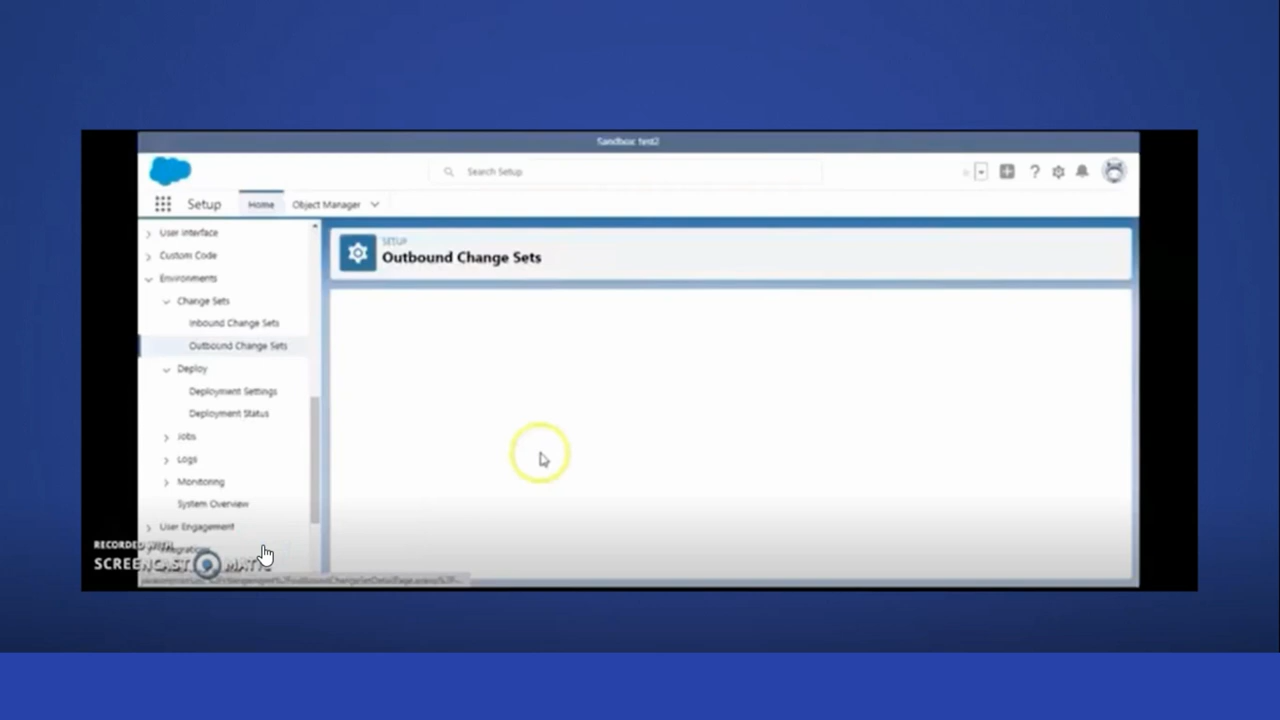 Sandbox: test2
Search Setup
Setup
Home
Object Manager
User Interface
Custom Code
Environments
Change Sets
Inbound Change Sets
Outbound Change Sets
Deploy
Deployment Settings
Deployment Status
Jobs
Logs
Monitoring
System Overview
User Engagement
Integrations
SETUP
Outbound Change Sets
RECORDED WITH
SCREENCAST MATIC